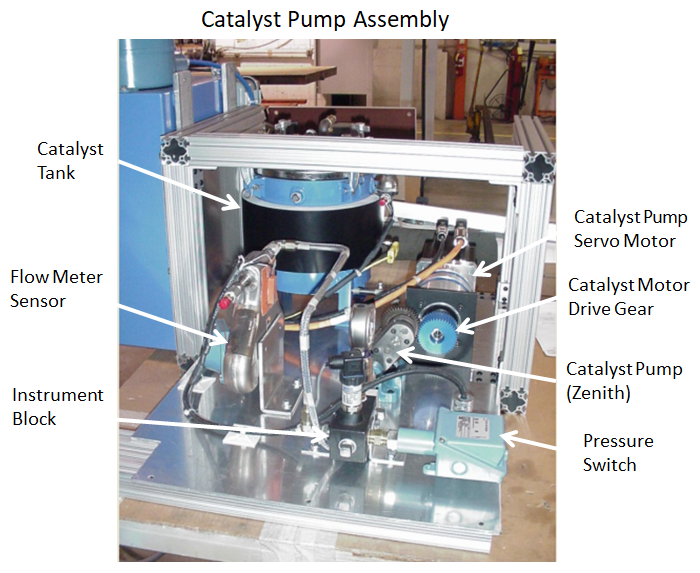 Catalyst Pump Assembly
Catalyst
Tank
Flow Meter
Sensor
Instrument
Block
Catalyst Pump
Servo Motor
Catalyst Motor
Drive Gear
Catalyst Pump
(Zenith)
Pressure
Switch